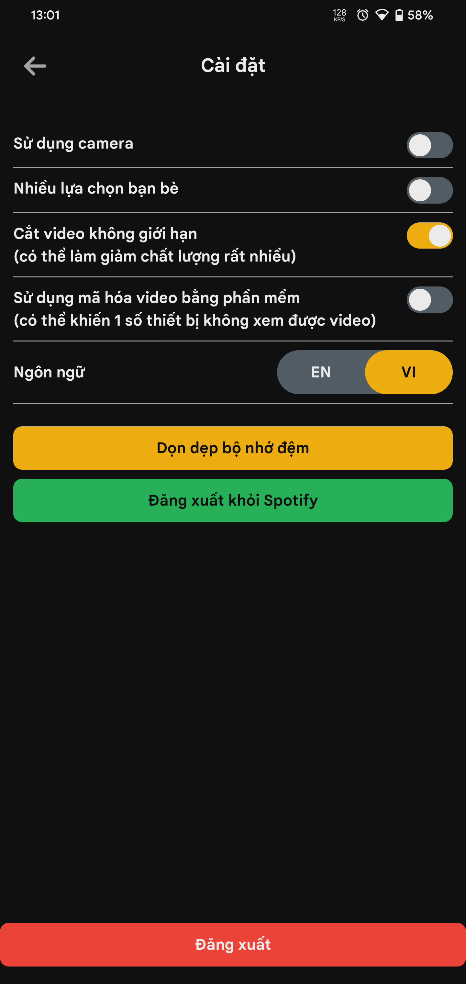 13:01
128
KB/S
58%
Cài đặt
Sử dụng camera
Nhiều lựa chọn bạn bè
Cắt video không giới hạn
(có thể làm giảm chất lượng rất nhiều)
Sử dụng mã hóa video bằng phần mềm
(có thể khiến 1 số thiết bị không xem được video)
Ngôn ngữ
EN
VI
Dọn dẹp bộ nhớ đệm
Đăng xuất khỏi Spotify
Đăng xuất